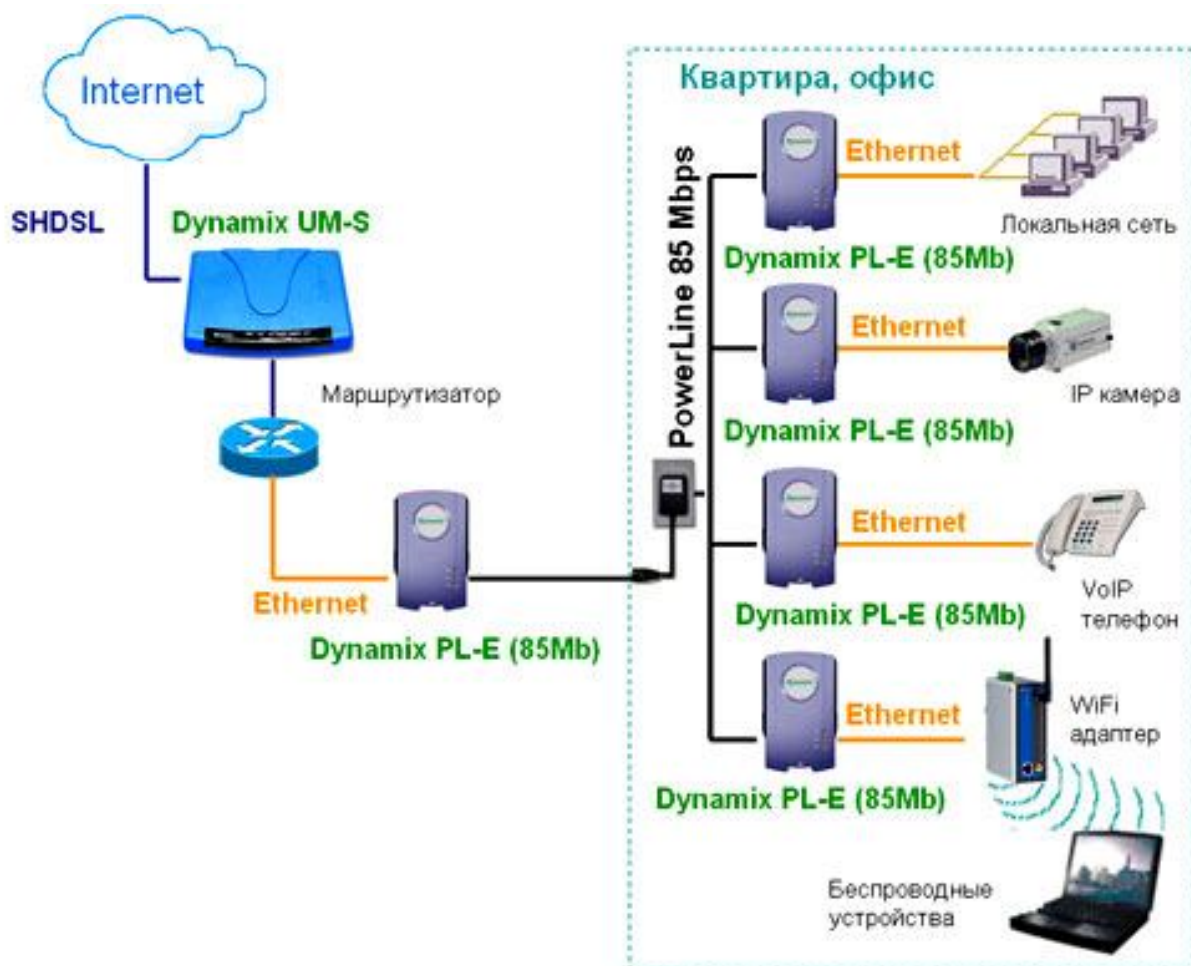 Internet
SHDSL
Dynamix UM-S
Маршрутизатор
Ethernet
Dynamix PL-E (85Mb)
Квартира, офис
PowerLine 85 Mbps
Ethernet
Локальная сеть
Dynamix PL-E (85Mb)
Ethernet
IP камера
Dynamix PL-E (85Mb)
Ethernet
VoIP
телефон
Dynamix PL-E (85Mb)
Ethernet
WiFi
адаптер
Dynamix PL-E (85Mb)
Беспроводные
устройства